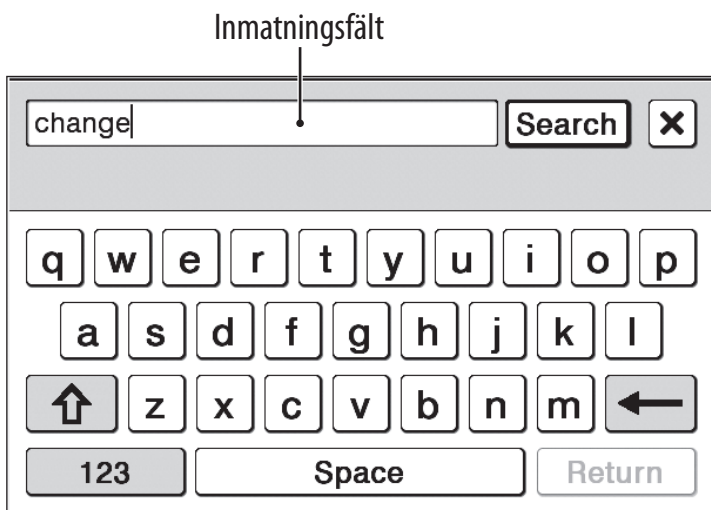 Inmatningsfält
change Search ×
q w e r t y u i o p
a s d f g h j k l
z x c v b n m
123 Space Return